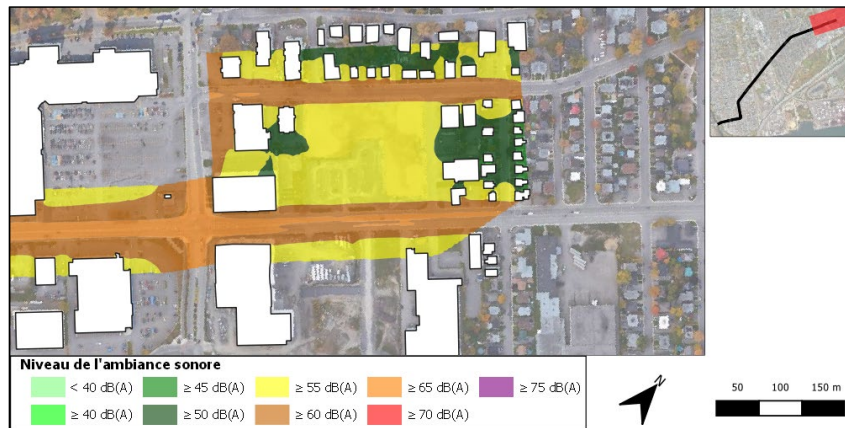 Niveau de l'ambiance sonore
< 40 dB(A) ≥ 45 dB(A) ≥ 55 dB(A) ≥ 65 dB(A) ≥ 75 dB(A)
≥ 40 dB(A) ≥ 50 dB(A) ≥ 60 dB(A) ≥ 70 dB(A)
N
50 100 150 m